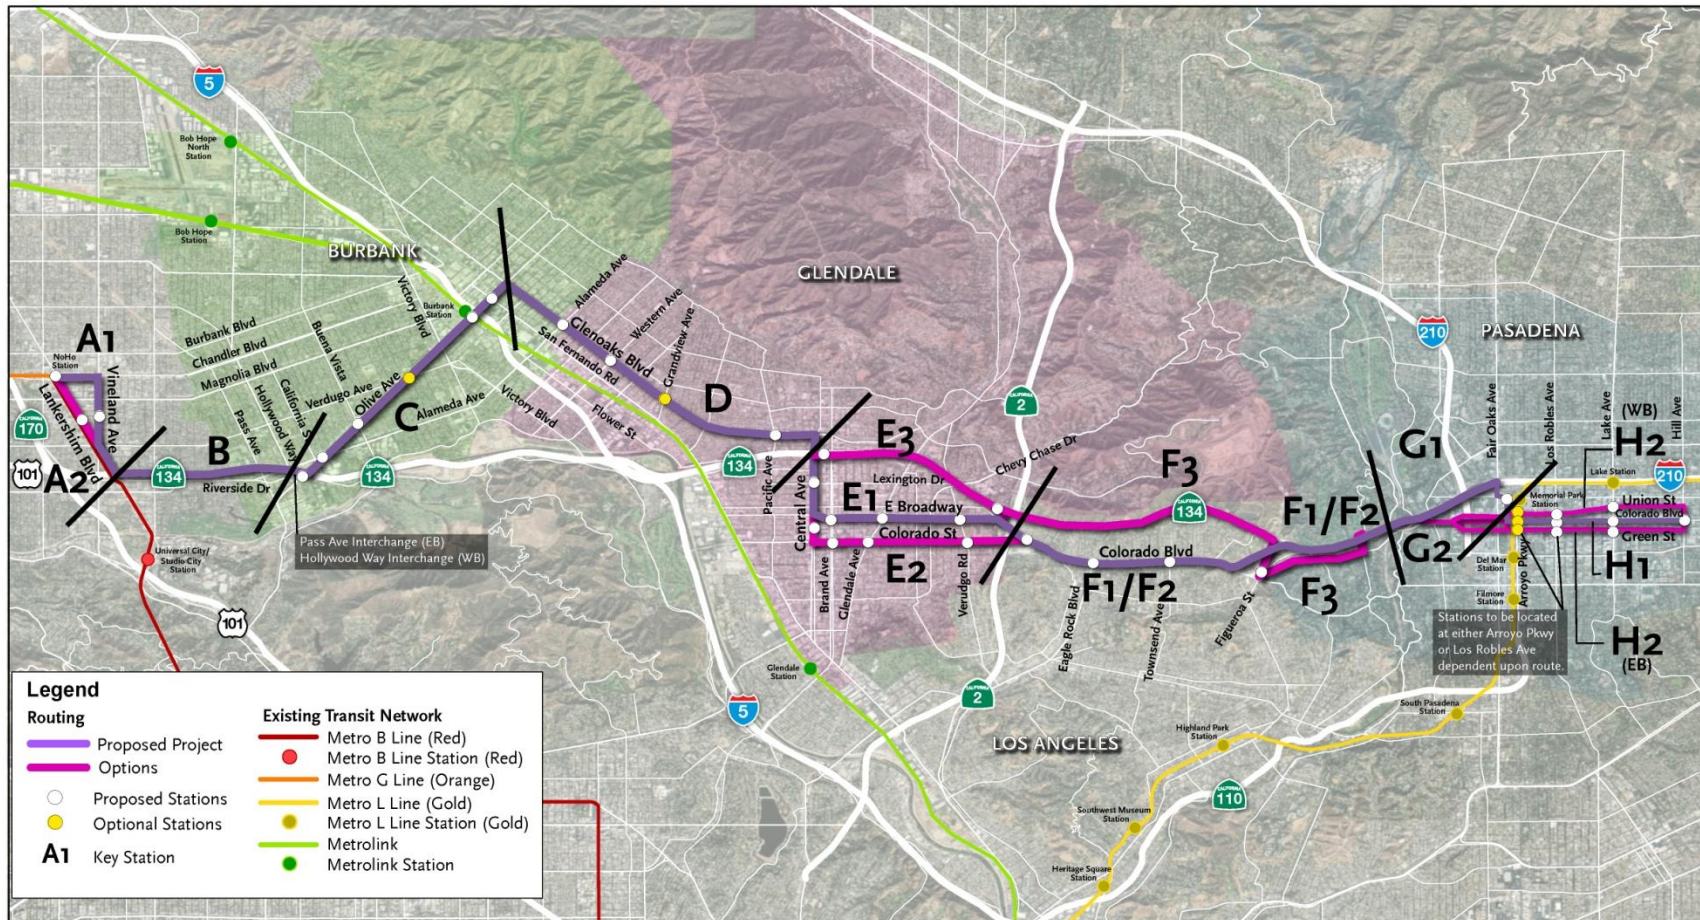 5
Bob Hope
North
Station
Bob Hope
Station
BURBANK
GLENDALE
PASADENA
LOS ANGELES
Burbank
Station
Victory Blvd
Alameda Ave
Western Ave
Grandview Ave
Glenoaks Blvd
San Fernando Rd
Flower St
Victory Blvd
Alameda Ave
Burbank Blvd
Chandler Blvd
Magnolia Blvd
Buena Vista
Verdugo Ave
Olive Ave
California St
Hollywood Way
Pass Ave
NoHo
Station
A1
Vineland Ave
Lankershim Blvd
A2
CALIFORNIA
170
101
B
CALIFORNIA
134
Riverside Dr
C
CALIFORNIA
134
D
Pass Ave Interchange (EB)
Hollywood Way Interchange (WB)
Universal City/
Studio City
Station
101
CALIFORNIA
134
Pacific Ave
Central Ave
E3
Lexington Dr
E1
E Broadway
Colorado St
E2
Brand Ave
Glendale Ave
Verudgo Rd
Chevy Chase Dr
CALIFORNIA
2
F3
CALIFORNIA
134
Colorado Blvd
F1/F2
F1/F2
F3
Eagle Rock Blvd
Townsend Ave
Figueroa St
G1
G2
210
Fair Oaks Ave
Los Robles Ave
Lake Ave
Hill Ave
(WB)
H2
Lake Station
210
Memorial Park
Station
Union St
Colorado Blvd
Green St
H1
Del Mar
Station
Arroyo Pkwy
Filmore Station
Stations to be located
at either Arroyo Pkwy
or Los Robles Ave
dependent upon route.
H2
(EB)
Glendale
Station
5
CALIFORNIA
2
South Pasadena
Station
Highland Park
Station
CALIFORNIA
110
Southwest Museum
Station
Heritage Square
Station
Legend
Routing
Proposed Project
Options
Proposed Stations
Optional Stations
A1 Key Station
Existing Transit Network
Metro B Line (Red)
Metro B Line Station (Red)
Metro G Line (Orange)
Metro L Line (Gold)
Metro L Line Station (Gold)
Metrolink
Metrolink Station